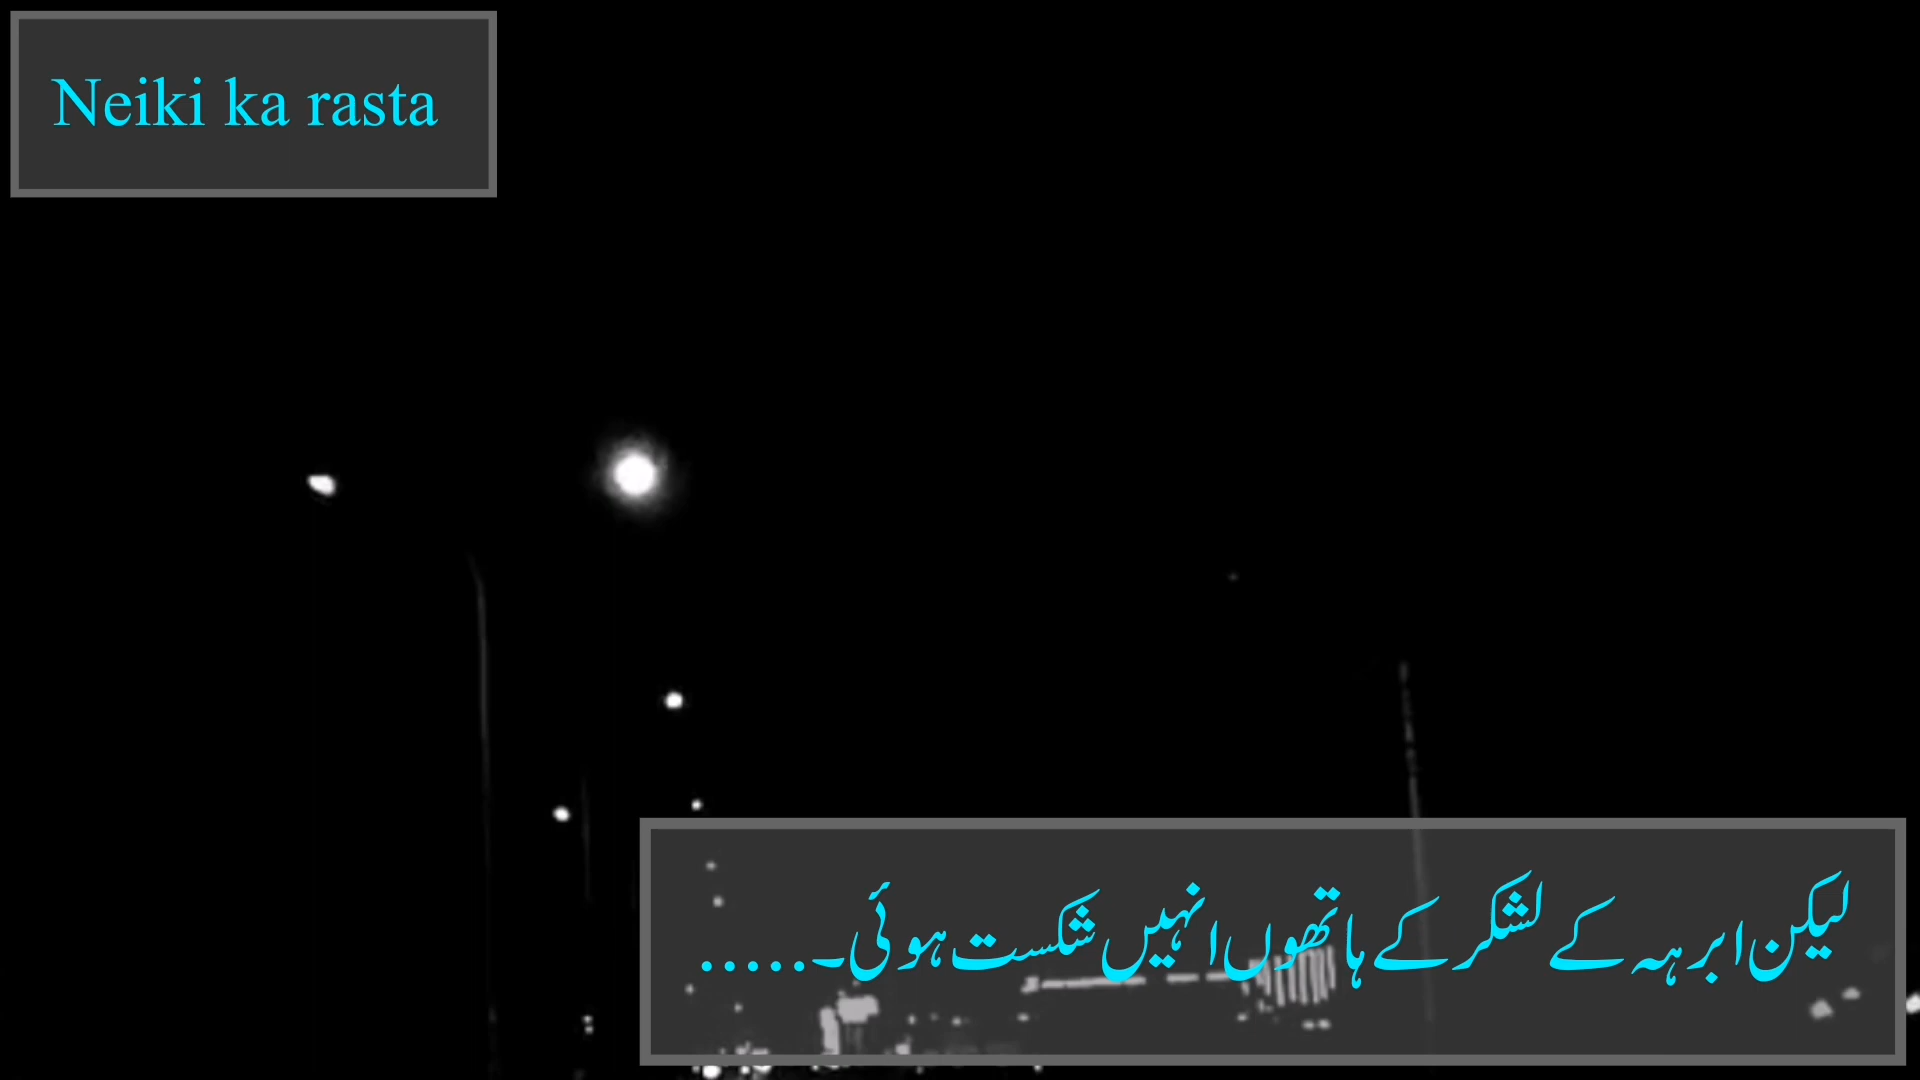 Neiki ka rasta
لیکن ابرہہ کے لشکر کے ہاتھوں انہیں شکست ہوئی۔.....